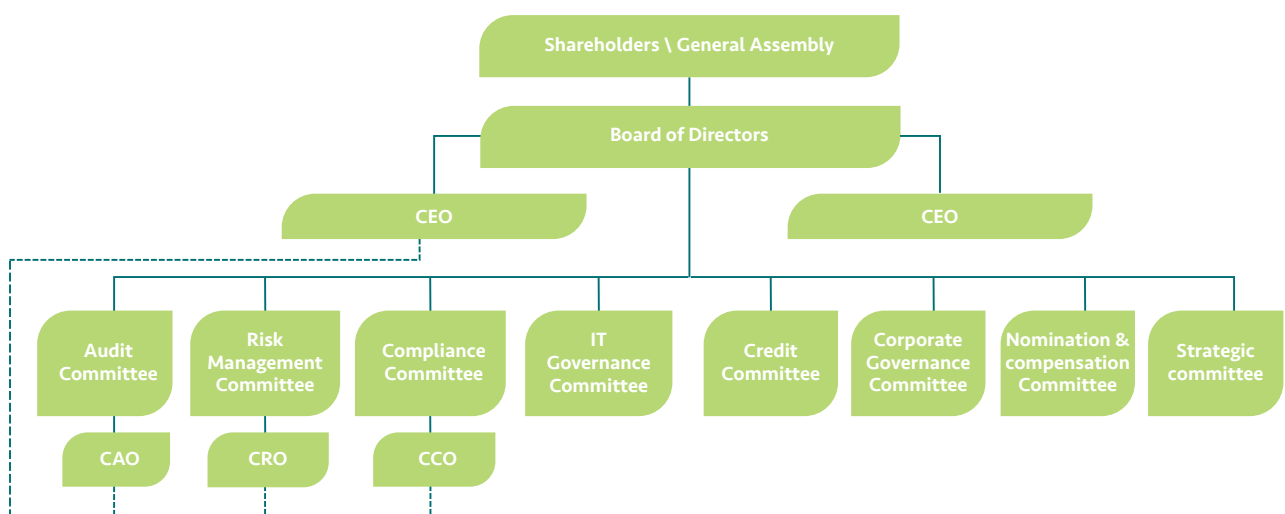 Shareholders \ General Assembly
Board of Directors
CEO
CEO
Audit
Committee
Risk
Management
Committee
Compliance
Committee
IT
Governance
Committee
Credit
Committee
Corporate
Governance
Committee
Nomination &
compensation
Committee
Strategic
committee
CAO
CRO
CCO